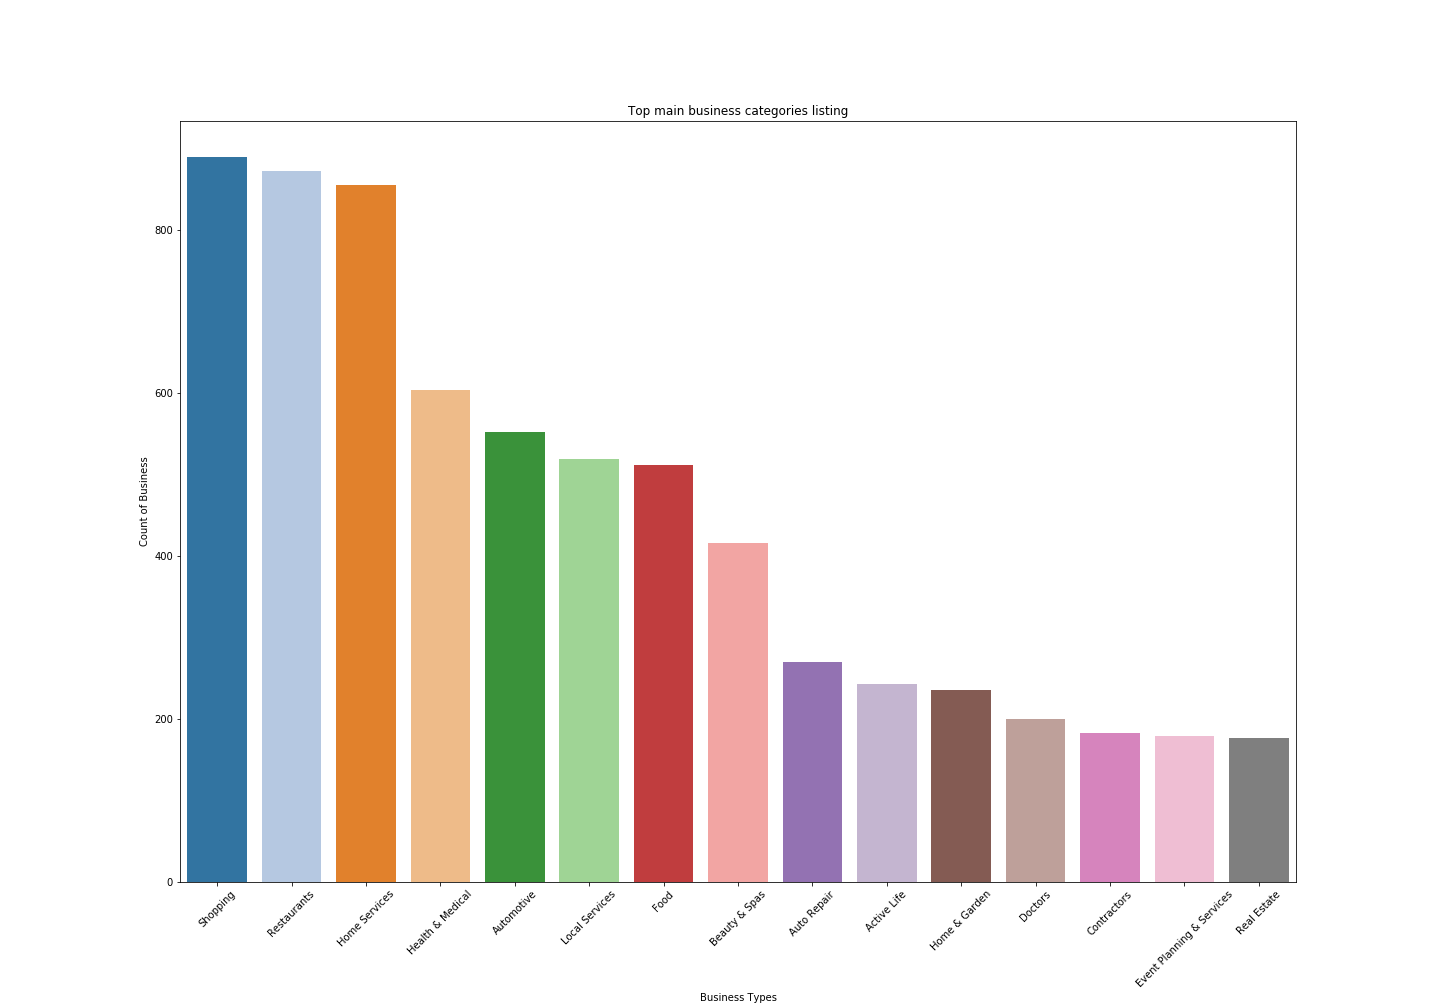 Top main business categories listing
Count of Business
800
600
400
200
0
Shopping
Restaurants
Home Services
Health & Medical
Automotive
Local Services
Food
Beauty & Spas
Auto Repair
Active Life
Home & Garden
Doctors
Contractors
Event Planning & Services
Real Estate
Business Types